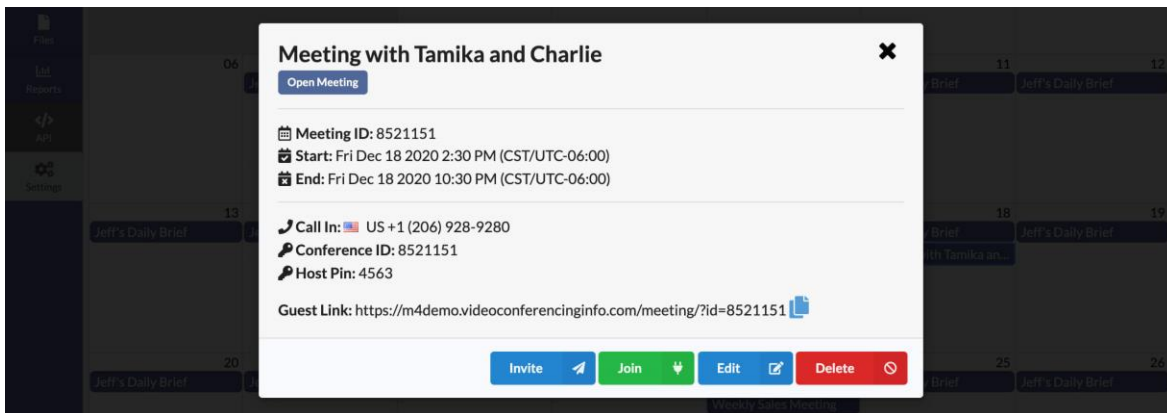 Files
Reports
</>
API
Settings
06
11
12
Brief
Jeff's Daily Brief
Meeting with Tamika and Charlie
Open Meeting
Meeting ID: 8521151
Start: Fri Dec 18 2020 2:30 PM (CST/UTC-06:00)
End: Fri Dec 18 2020 10:30 PM (CST/UTC-06:00)
Call In: US +1 (206) 928-9280
Conference ID: 8521151
Host Pin: 4563
Guest Link: https://m4demo.videoconferencinginfo.com/meeting/?id=8521151
Invite
Join
Edit
Delete
13
18
19
Jeff's Daily Brief
Brief
Jeff's Daily Brief
with Tamika an...
20
25
26
Jeff's Daily Brief
Brief
Jeff's Daily Brief
Weekly Sales Meeting